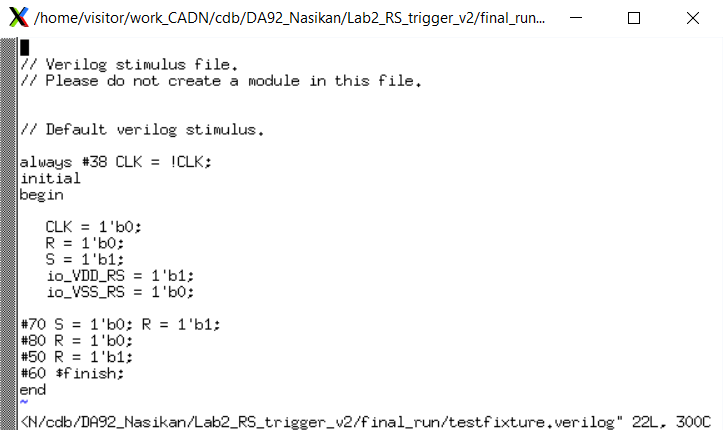 /home/visitor/work_CADN/cdb/DA92_Nasikan/Lab2_RS_trigger_v2/final_run...
// Verilog stimulus file.
// Please do not create a module in this file.
// Default verilog stimulus.
always #38 CLK = !CLK;
initial
begin
CLK = 1'b0;
R = 1'b0;
S = 1'b1;
io_VDD_RS = 1'b1;
io_VSS_RS = 1'b0;
#70 S = 1'b0; R = 1'b1;
#80 R = 1'b0;
#50 R = 1'b1;
#60 $finish;
end
~
<N/cdb/DA92_Nasikan/Lab2_RS_trigger_v2/final_run/testfixture.verilog" 22L, 300C